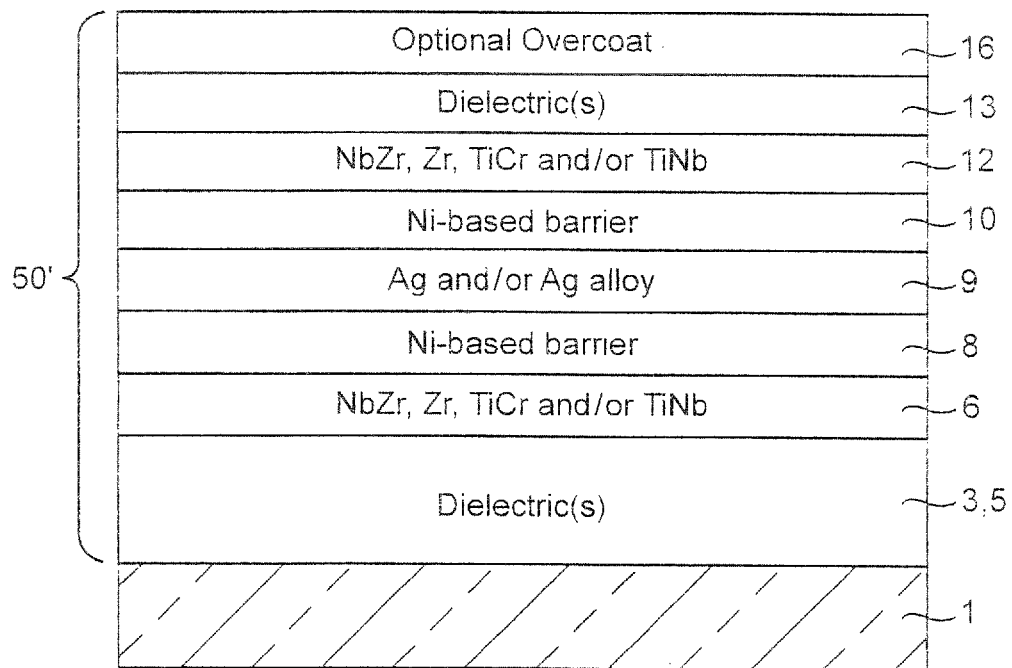 Optional Overcoat 16
Dielectric(s) 13
NbZr, Zr, TiCr and/or TiNb 12
Ni-based barrier 10
50' Ag and/or Ag alloy 9
Ni-based barrier 8
NbZr, Zr, TiCr and/or TiNb 6
Dielectric(s) 3,5
1